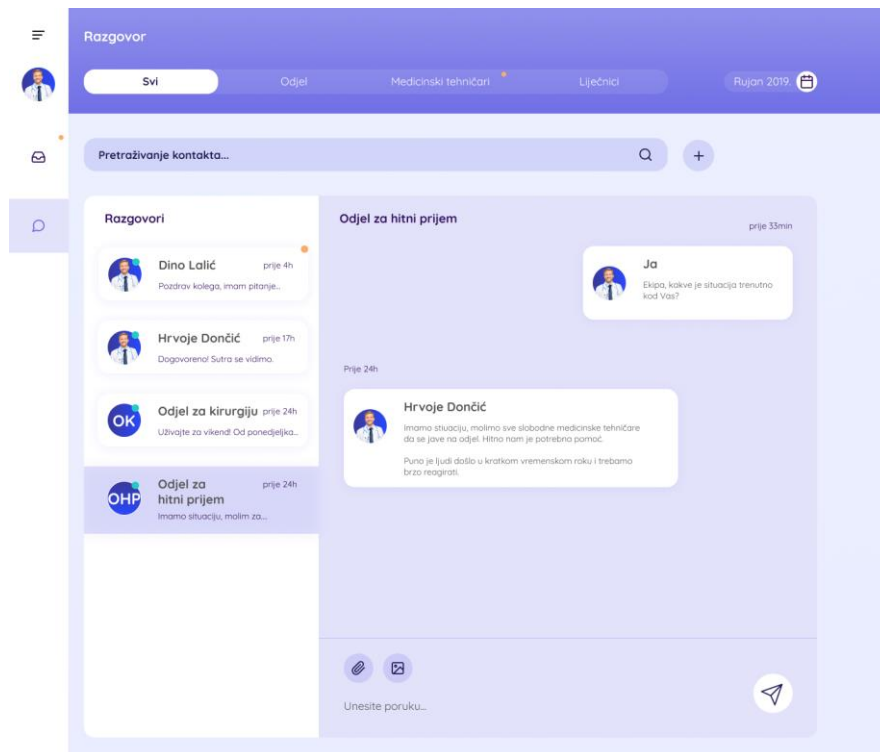 Razgovor
Svi
Odjel
Medicinski tehničari
Liječnici
Rujan 2019.
Pretraživanje kontakta...
Razgovori
Dino Lalić
prije 4h
Pozdrav kolega, imam pitanje...
Hrvoje Dončić
prije 17h
Dogovoreno! Sutra se vidimo.
OK
Odjel za kirurgiju
prije 24h
Uživajte za vikend! Od ponedjeljka...
OHP
Odjel za
hitni prijem
prije 24h
Imamo situaciju, molim za...
Odjel za hitni prijem
prije 33min
Ja
Ekipa, kakve je situacija trenutno
kod Vas?
Prije 24h
Hrvoje Dončić
Imamo stiuaciju, molimo sve slobodne medicinske tehničare
da se jave na odjel. Hitno nam je potrebno pomoć.
Puno je ljudi došlo u kratkom vremenskom roku i trebamo
brzo reagirati.
Unesite poruku...